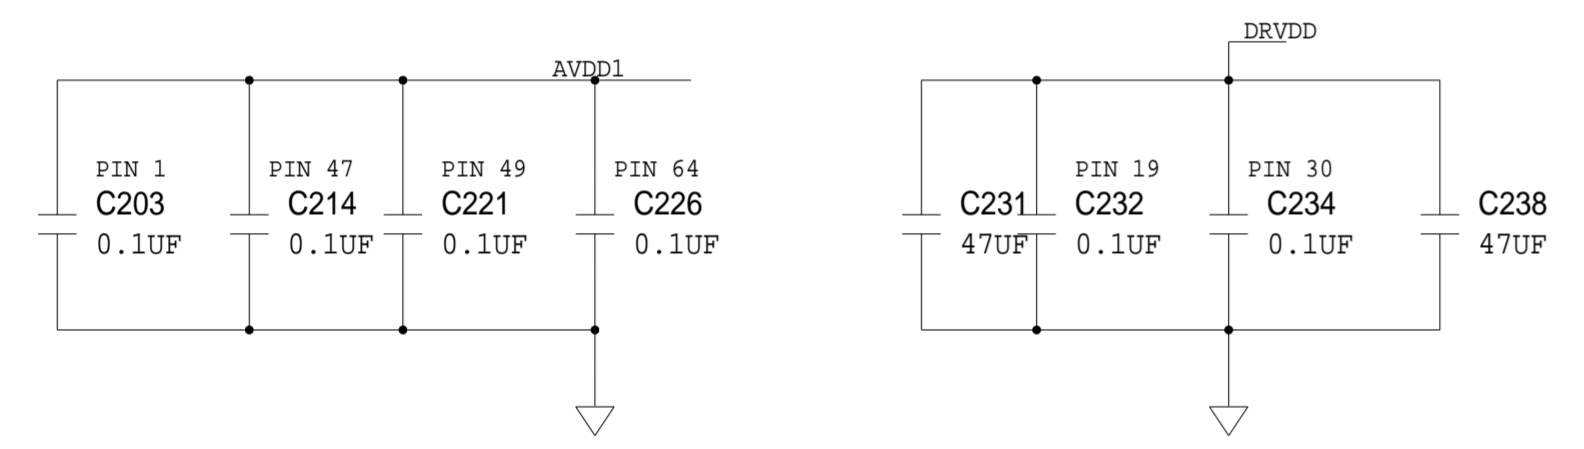 AVDD1
PIN 1
C203
0.1UF
PIN 47
C214
0.1UF
PIN 49
C221
0.1UF
PIN 64
C226
0.1UF
DRVDD
C231
47UF
PIN 19
C232
0.1UF
PIN 30
C234
0.1UF
C238
47UF